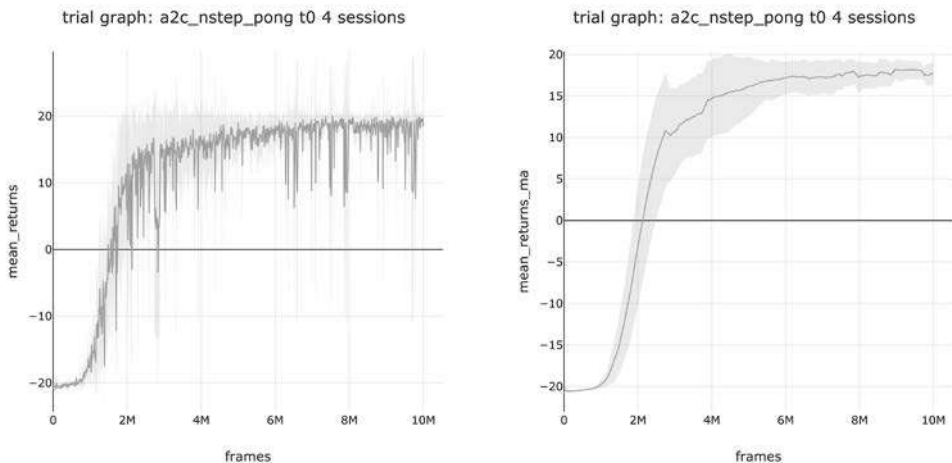 trial graph: a2c_nstep_pong t0 4 sessions
mean_returns
20
10
0
−10
−20
0
2M
4M
6M
8M
10M
frames
trial graph: a2c_nstep_pong t0 4 sessions
mean_returns_ma
20
15
10
5
0
−5
−10
−15
−20
0
2M
4M
6M
8M
10M
frames